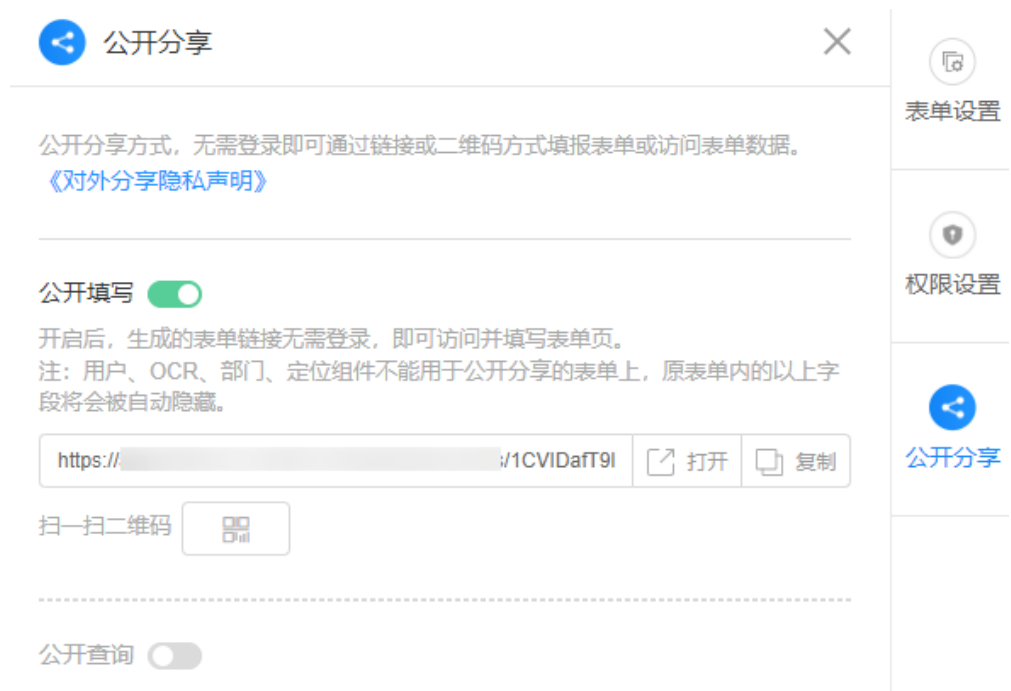 公开分享
公开分享方式，无需登录即可通过链接或二维码方式填报表单或访问表单数据。
《对外分享隐私声明》
公开填写
开启后，生成的表单链接无需登录，即可访问并填写表单页。
注：用户、OCR、部门、定位组件不能用于公开分享的表单上，原表单内的以上字
段将会被自动隐藏。
https:// /1CVIDafT9I 打开 复制
扫一扫二维码
公开查询
表单设置
权限设置
公开分享